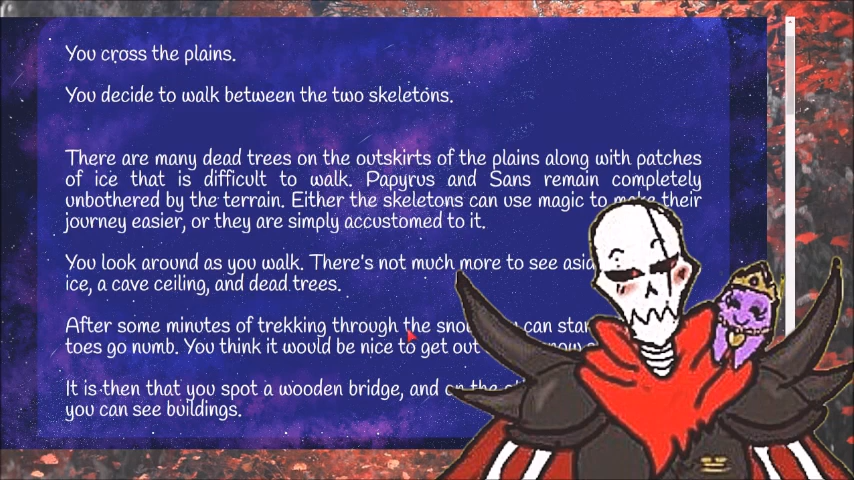 You cross the plains.
You decide to walk between the two skeletons.
There are many dead trees on the outskirts of the plains along with patches
of ice that is difficult to walk. Papyrus and Sans remain completely
unbothered by the terrain. Either the skeletons can use magic to make their
journey easier, or they are simply accustomed to it.
You look around as you walk. There's not much more to see
ice, a cave ceiling, and dead trees.
After some minutes of trekking through the can
toes go numb. You think it would be nice to get out
It is then that you spot a wooden bridge, and on the
you can see buildings.